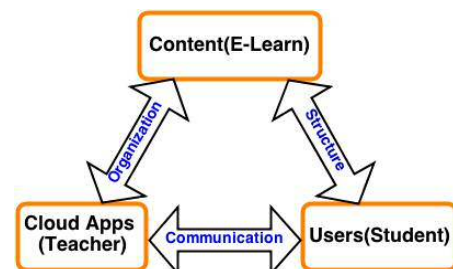 Content(E-Learn)
Organization
Structure
Cloud Apps
(Teacher)
Communication
Users(Student)